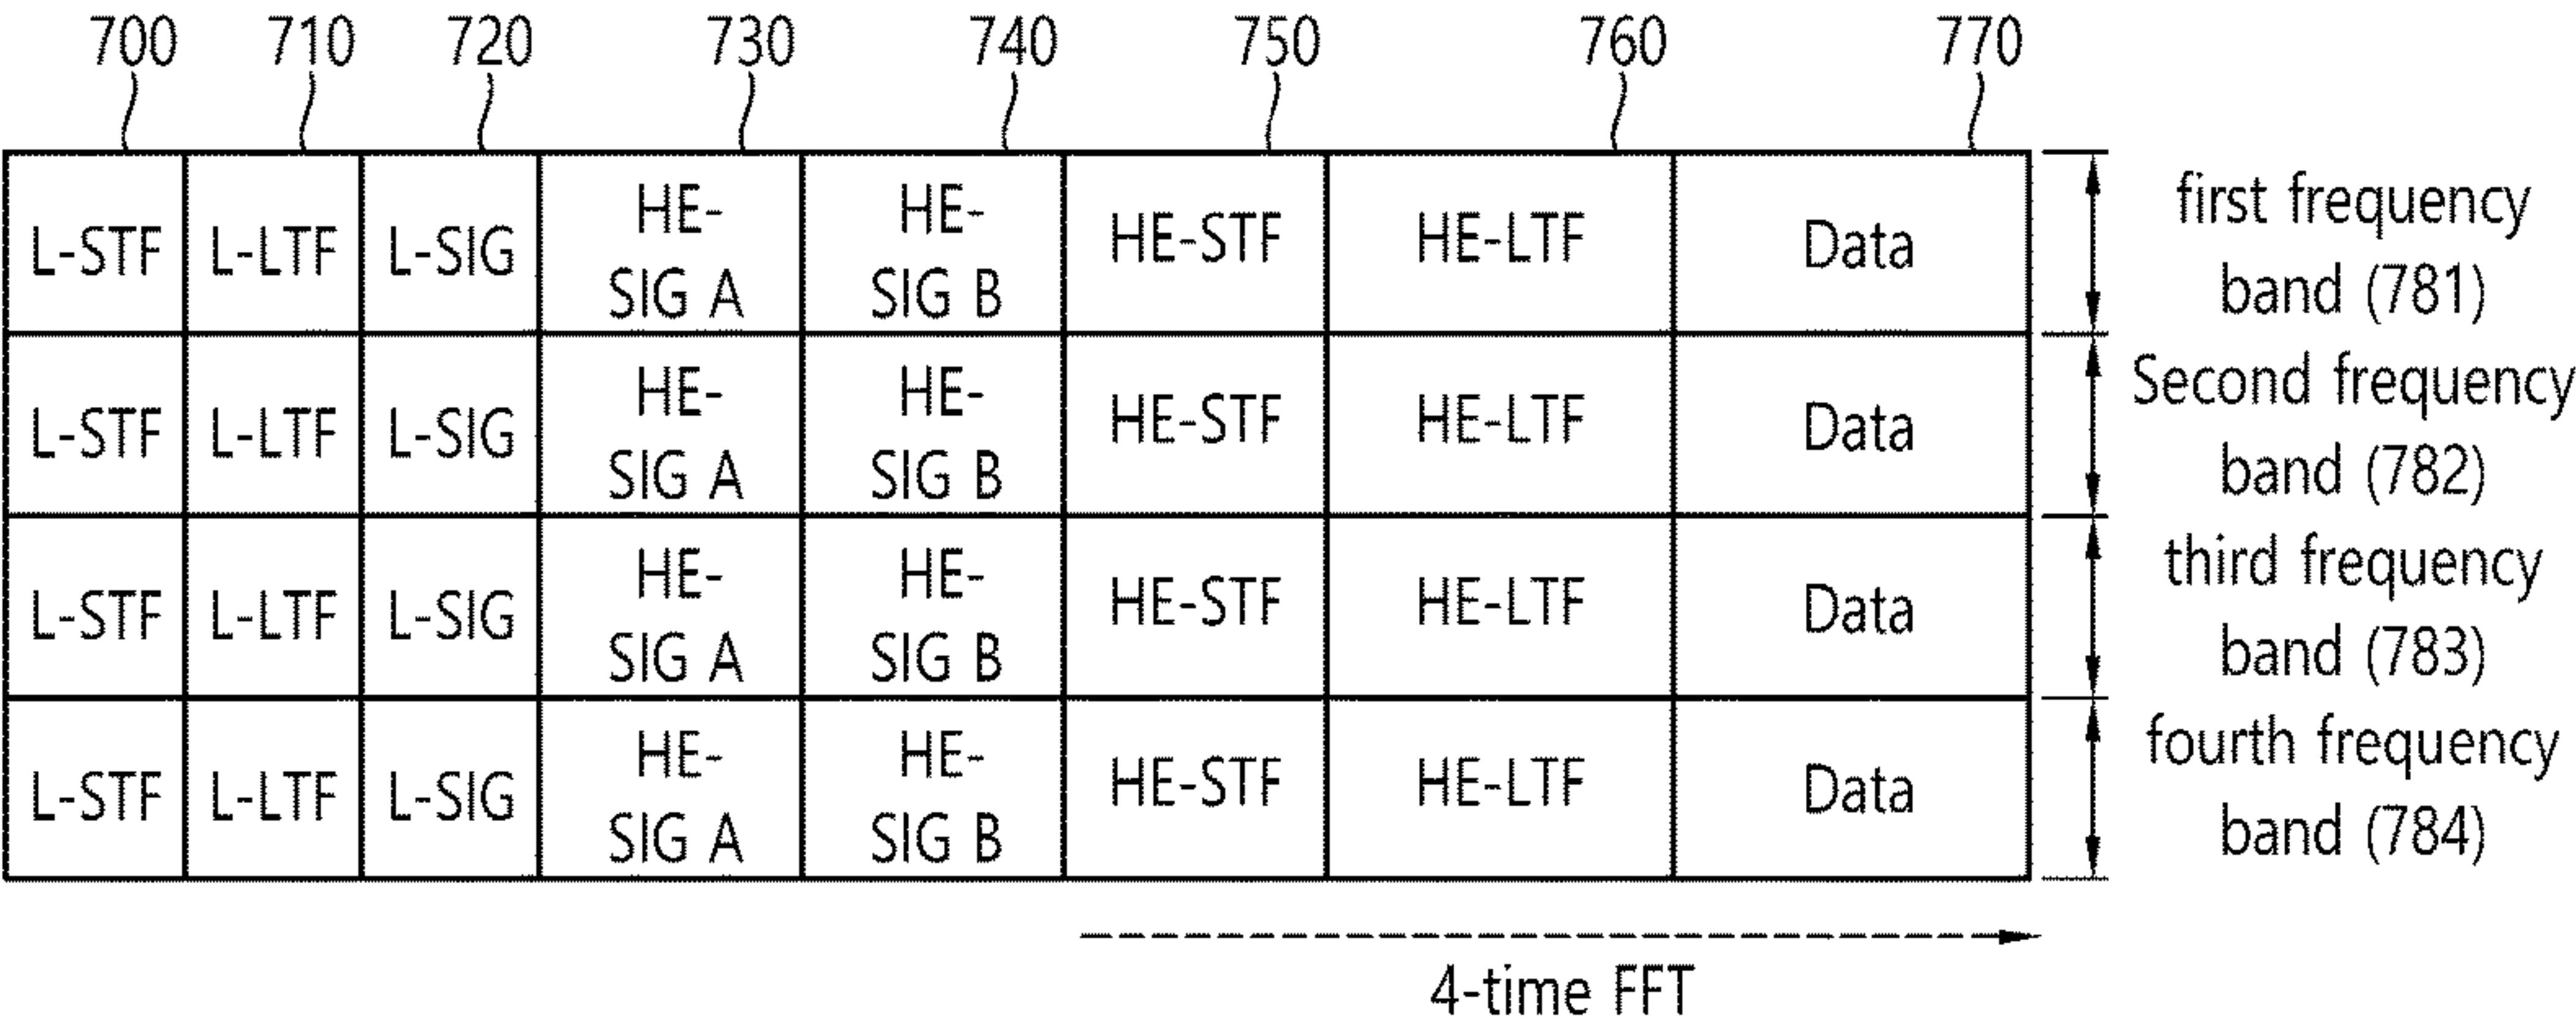 700 710 720 730 740 750 760 770
L-STF L-LTF L-SIG HE- SIG A HE- SIG B HE-STF HE-LTF Data first frequency
band (781)
L-STF L-LTF L-SIG HE- SIG A HE- SIG B HE-STF HE-LTF Data Second frequency
band (782)
L-STF L-LTF L-SIG HE- SIG A HE- SIG B HE-STF HE-LTF Data third frequency
band (783)
L-STF L-LTF L-SIG HE- SIG A HE- SIG B HE-STF HE-LTF Data fourth frequency
band (784)
4-time FFT